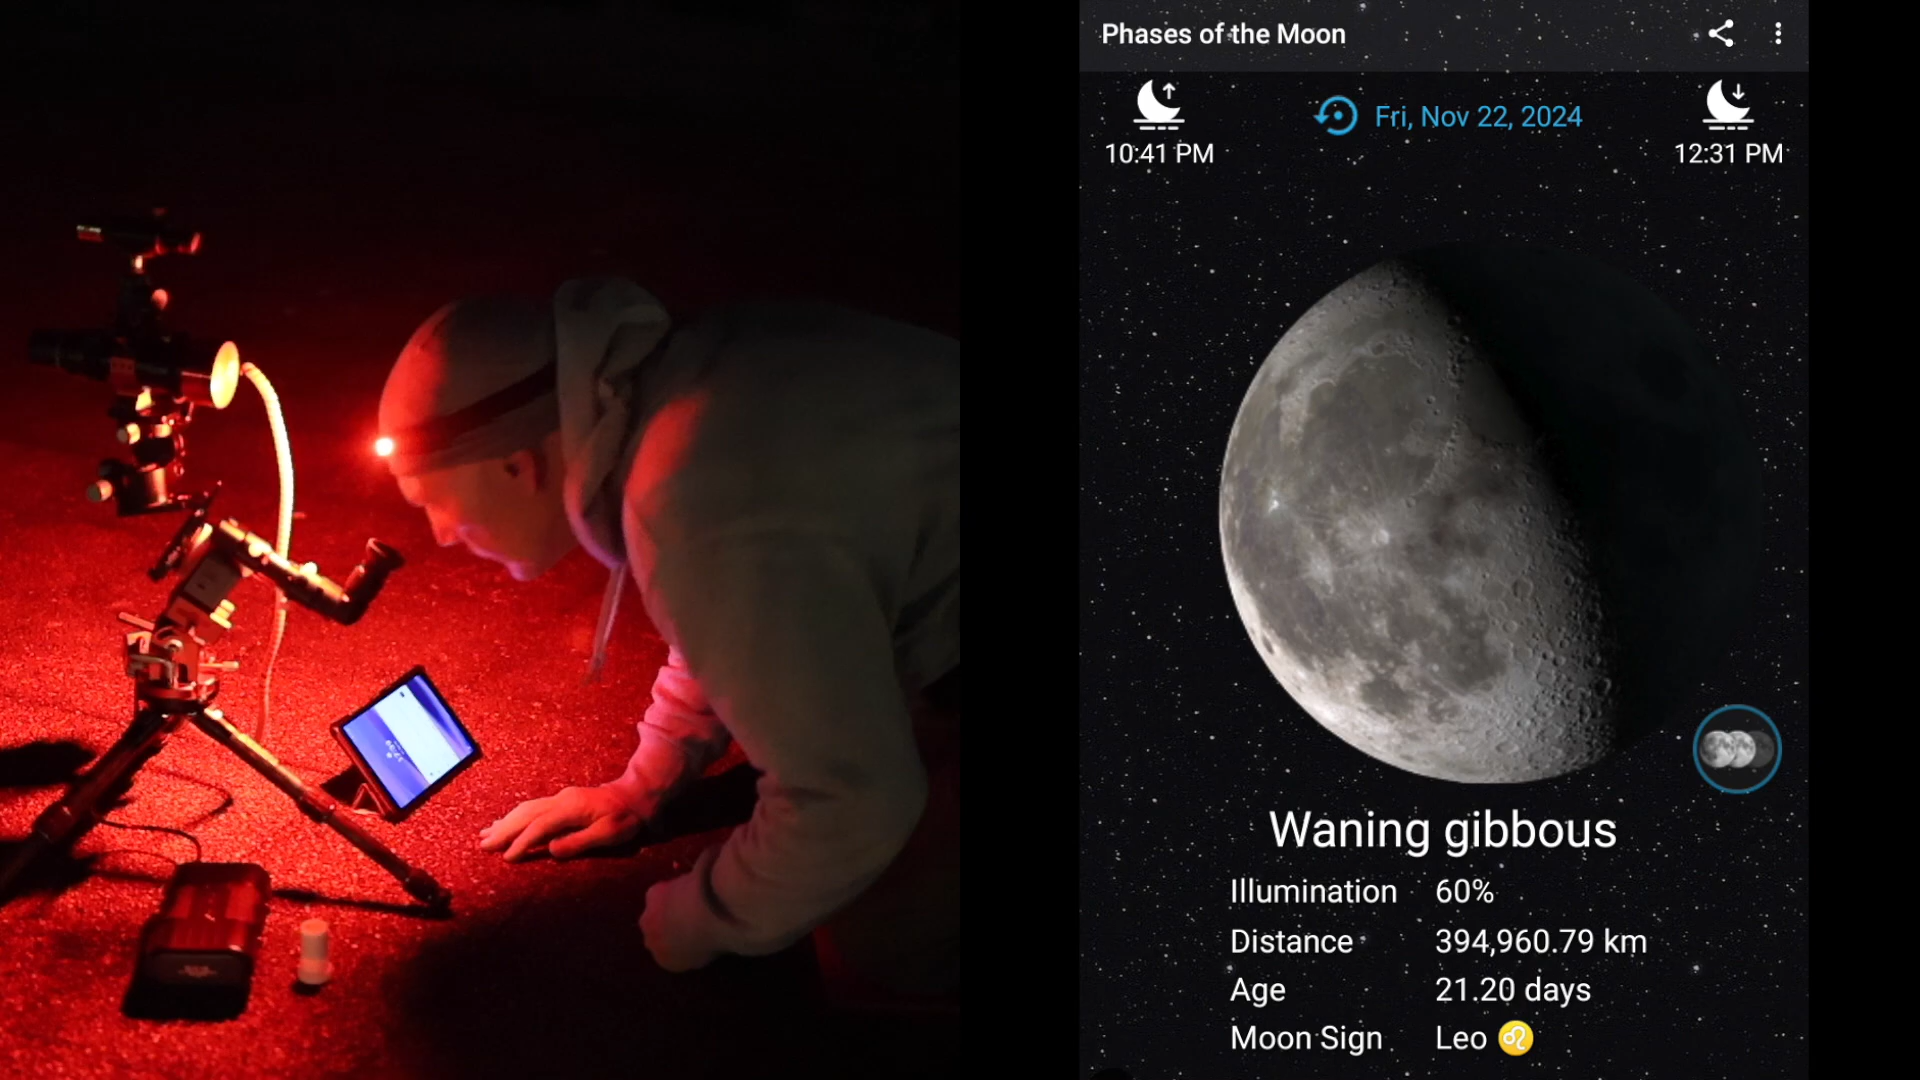 Phases of the Moon
Fri, Nov 22, 2024
10:41 PM
12:31 PM
Waning gibbous
Illumination 60%
Distance 394,960.79 km
Age 21.20 days
Moon Sign Leo ♌